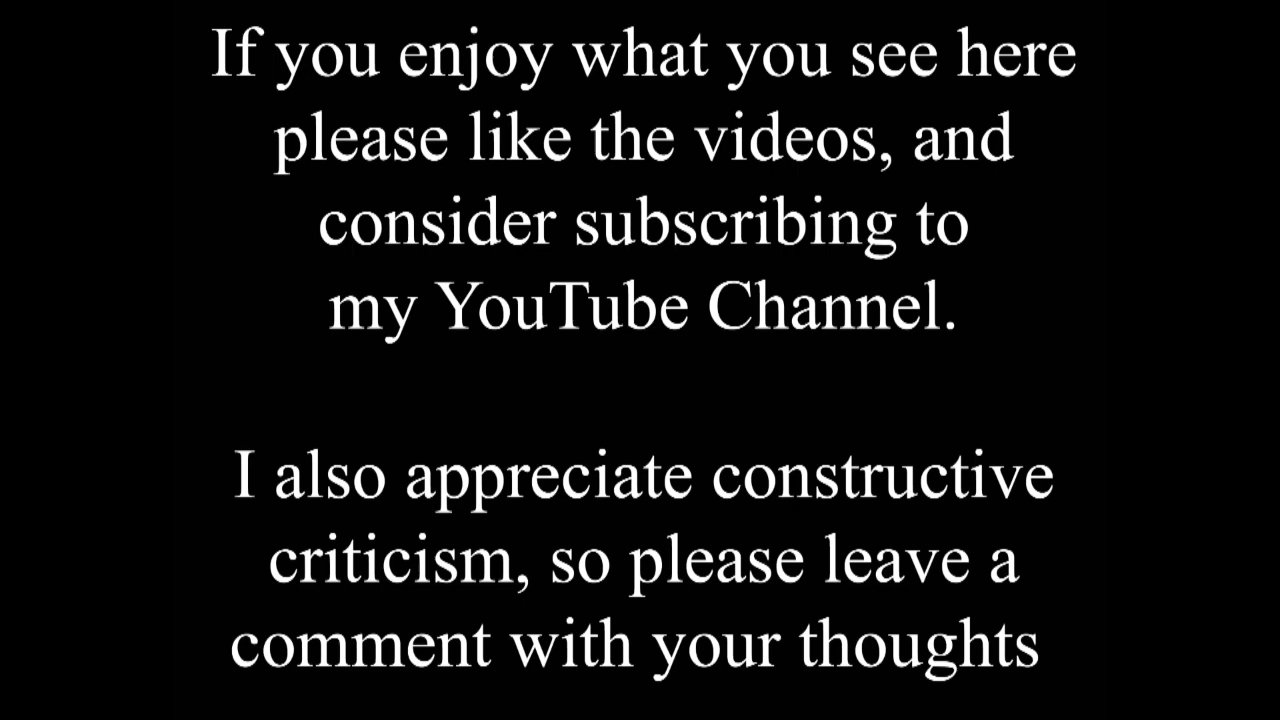 If you enjoy what you see here
please like the videos, and
consider subscribing to
my YouTube Channel.
I also appreciate constructive
criticism, so please leave a
comment with your thoughts